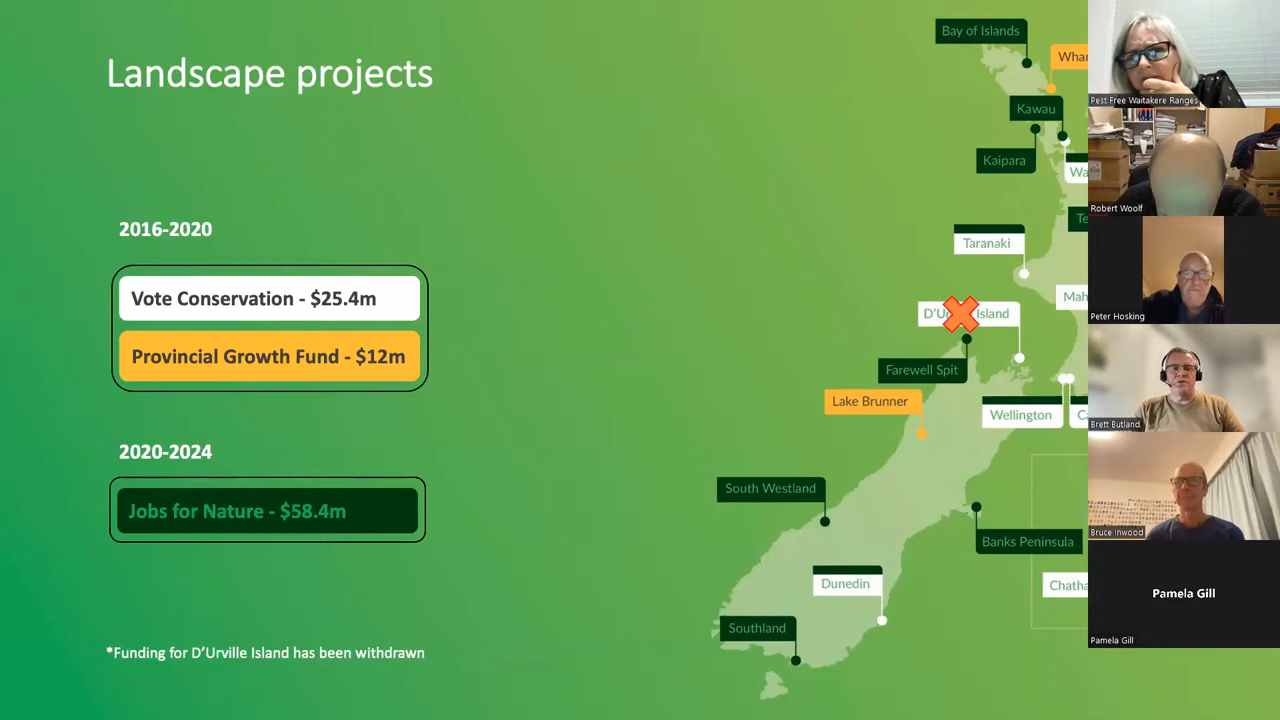 Landscape projects
2016-2020
Vote Conservation - $25.4m
Provincial Growth Fund - $12m
2020-2024
Jobs for Nature - $58.4m
*Funding for D'Urville Island has been withdrawn
Bay of Islands
Kawau
Kaipara
Taranaki
Island
Farewell Spit
Lake Brunner
Wellington
South Westland
Banks Peninsula
Dunedin
Southland
Pest Free Waitakere Ranges
Robert Woolf
Peter Hosking
Brett Butland
Bruce Inwood
Pamela Gill
Pamela Gill